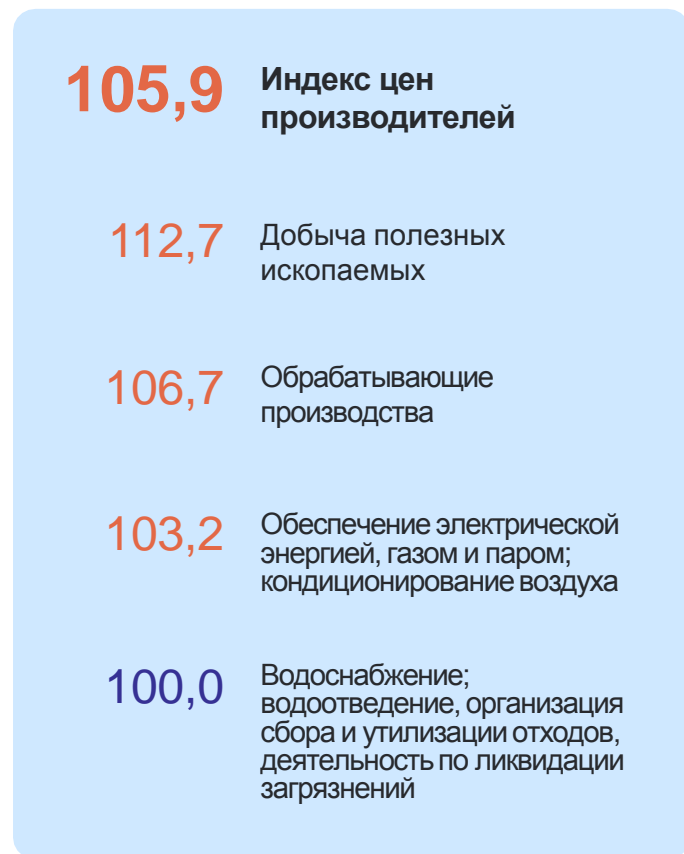 105,9
Индекс цен
производителей
112,7
Добыча полезных
ископаемых
106,7
Обрабатывающие
производства
103,2
Обеспечение электрической
энергией, газом и паром;
кондиционирование воздуха
100,0
Водоснабжение;
водоотведение, организация
сбора и утилизации отходов,
деятельность по ликвидации
загрязнений